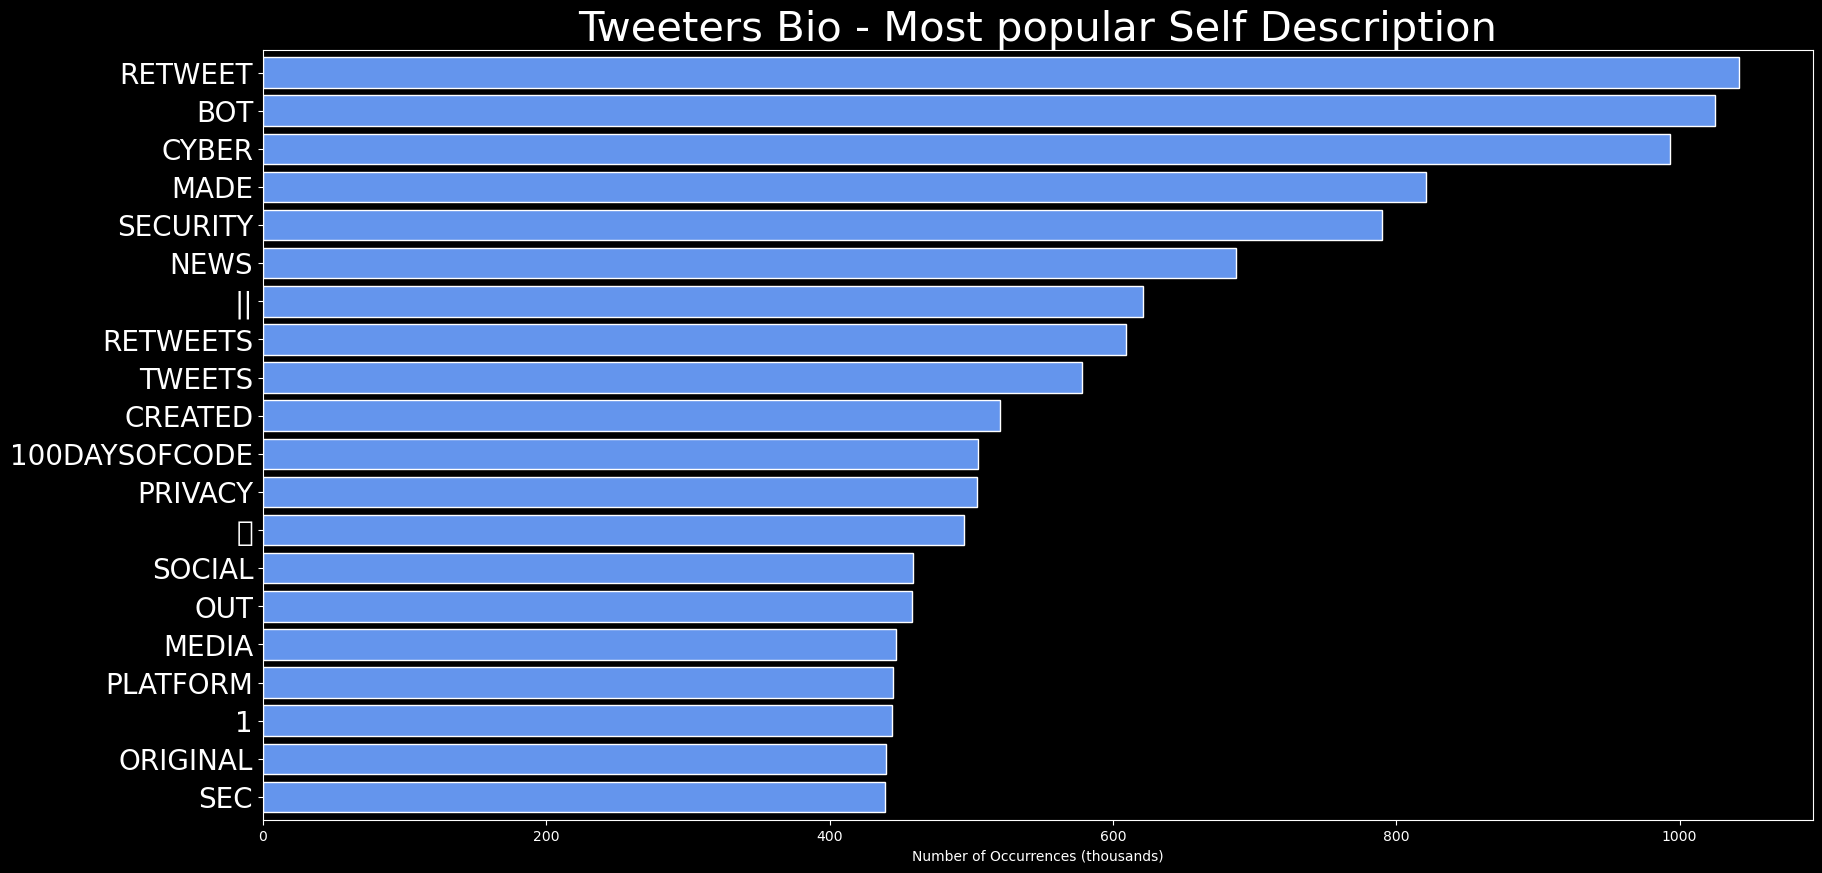 Tweeters Bio - Most popular Self Description
RETWEET
BOT
CYBER
MADE
SECURITY
NEWS
||
RETWEETS
TWEETS
CREATED
100DAYSOFCODE
PRIVACY
SOCIAL
OUT
MEDIA
PLATFORM
1
ORIGINAL
SEC
0 200 400 600 800 1000
Number of Occurrences (thousands)